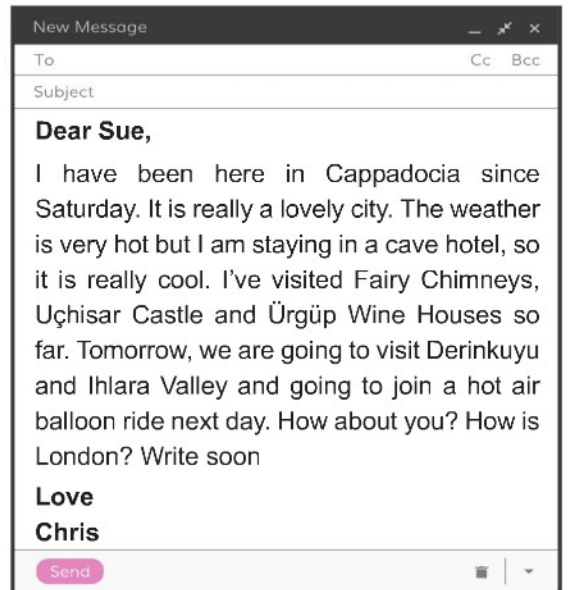 New Message
To Cc Bcc
Subject
Dear Sue,
I have been here in Cappadocia since
Saturday. It is really a lovely city. The weather
is very hot but I am staying in a cave hotel, so
it is really cool. I've visited Fairy Chimneys,
Uçhisar Castle and Ürgüp Wine Houses so
far. Tomorrow, we are going to visit Derinkuyu
and Ihlara Valley and going to join a hot air
balloon ride next day. How about you? How is
London? Write soon
Love
Chris
Send